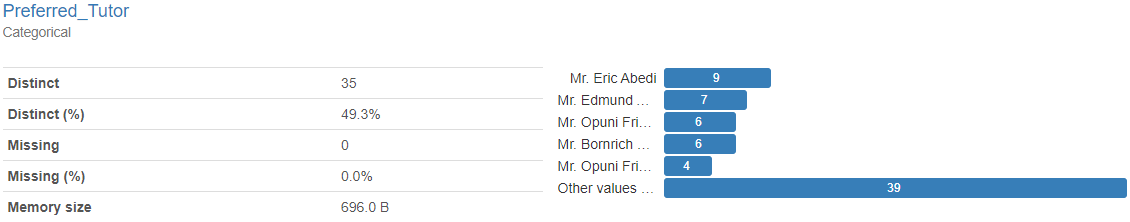 Preferred_Tutor
Categorical
Distinct 35
Distinct (%) 49.3%
Missing 0
Missing (%) 0.0%
Memory size 696.0 B
Mr. Eric Abedi 9
Mr. Edmund ... 7
Mr. Opuni Fri... 6
Mr. Bornrich ... 6
Mr. Opuni Fri... 4
Other values ... 39